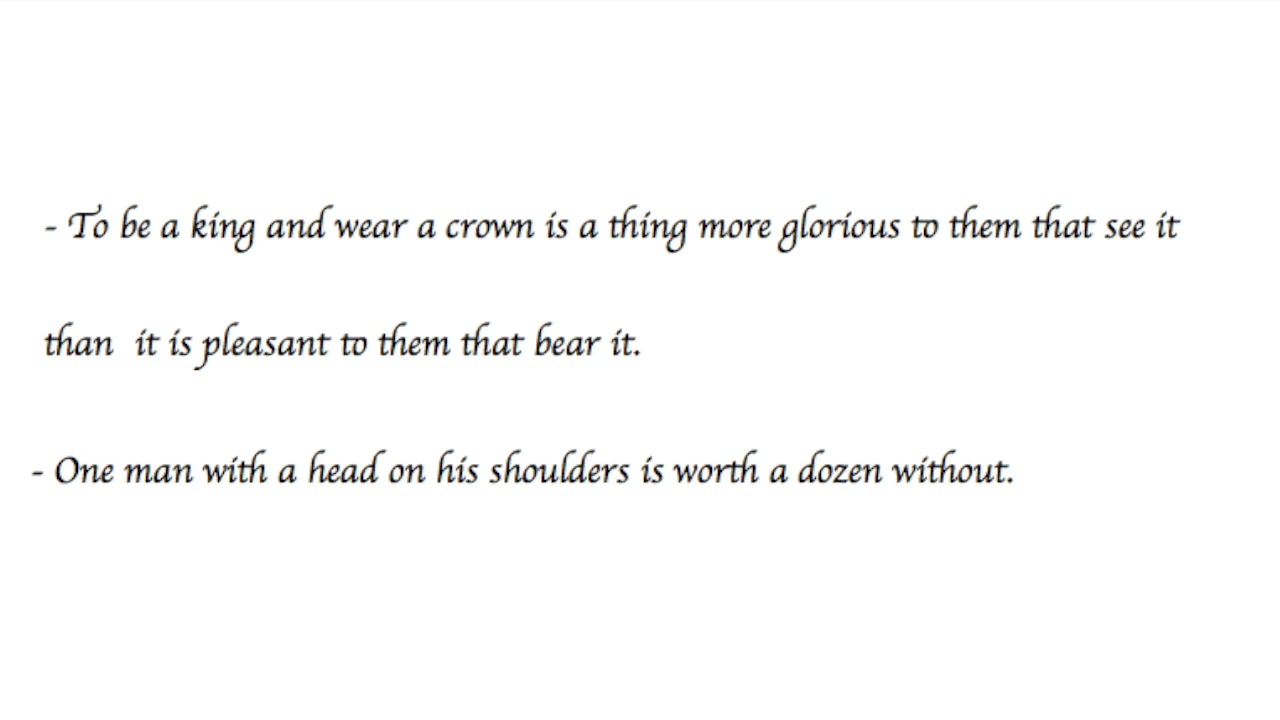 - To be a king and wear a crown is a thing more glorious to them that see it
than it is pleasant to them that bear it.
- One man with a head on his shoulders is worth a dozen without.